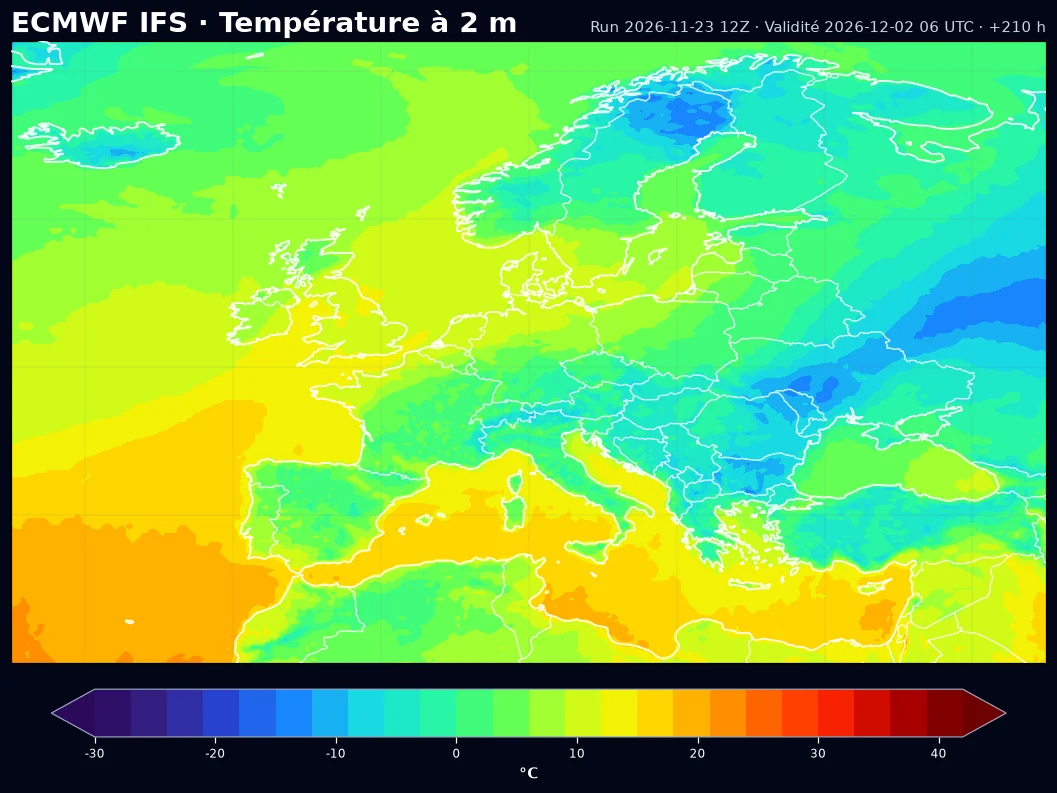 ECMWF IFS · Température à 2 m
Run 2026-11-23 12Z · Validité 2026-12-02 06 UTC · +210 h
-30 -20 -10 0 10 20 30 40
°C